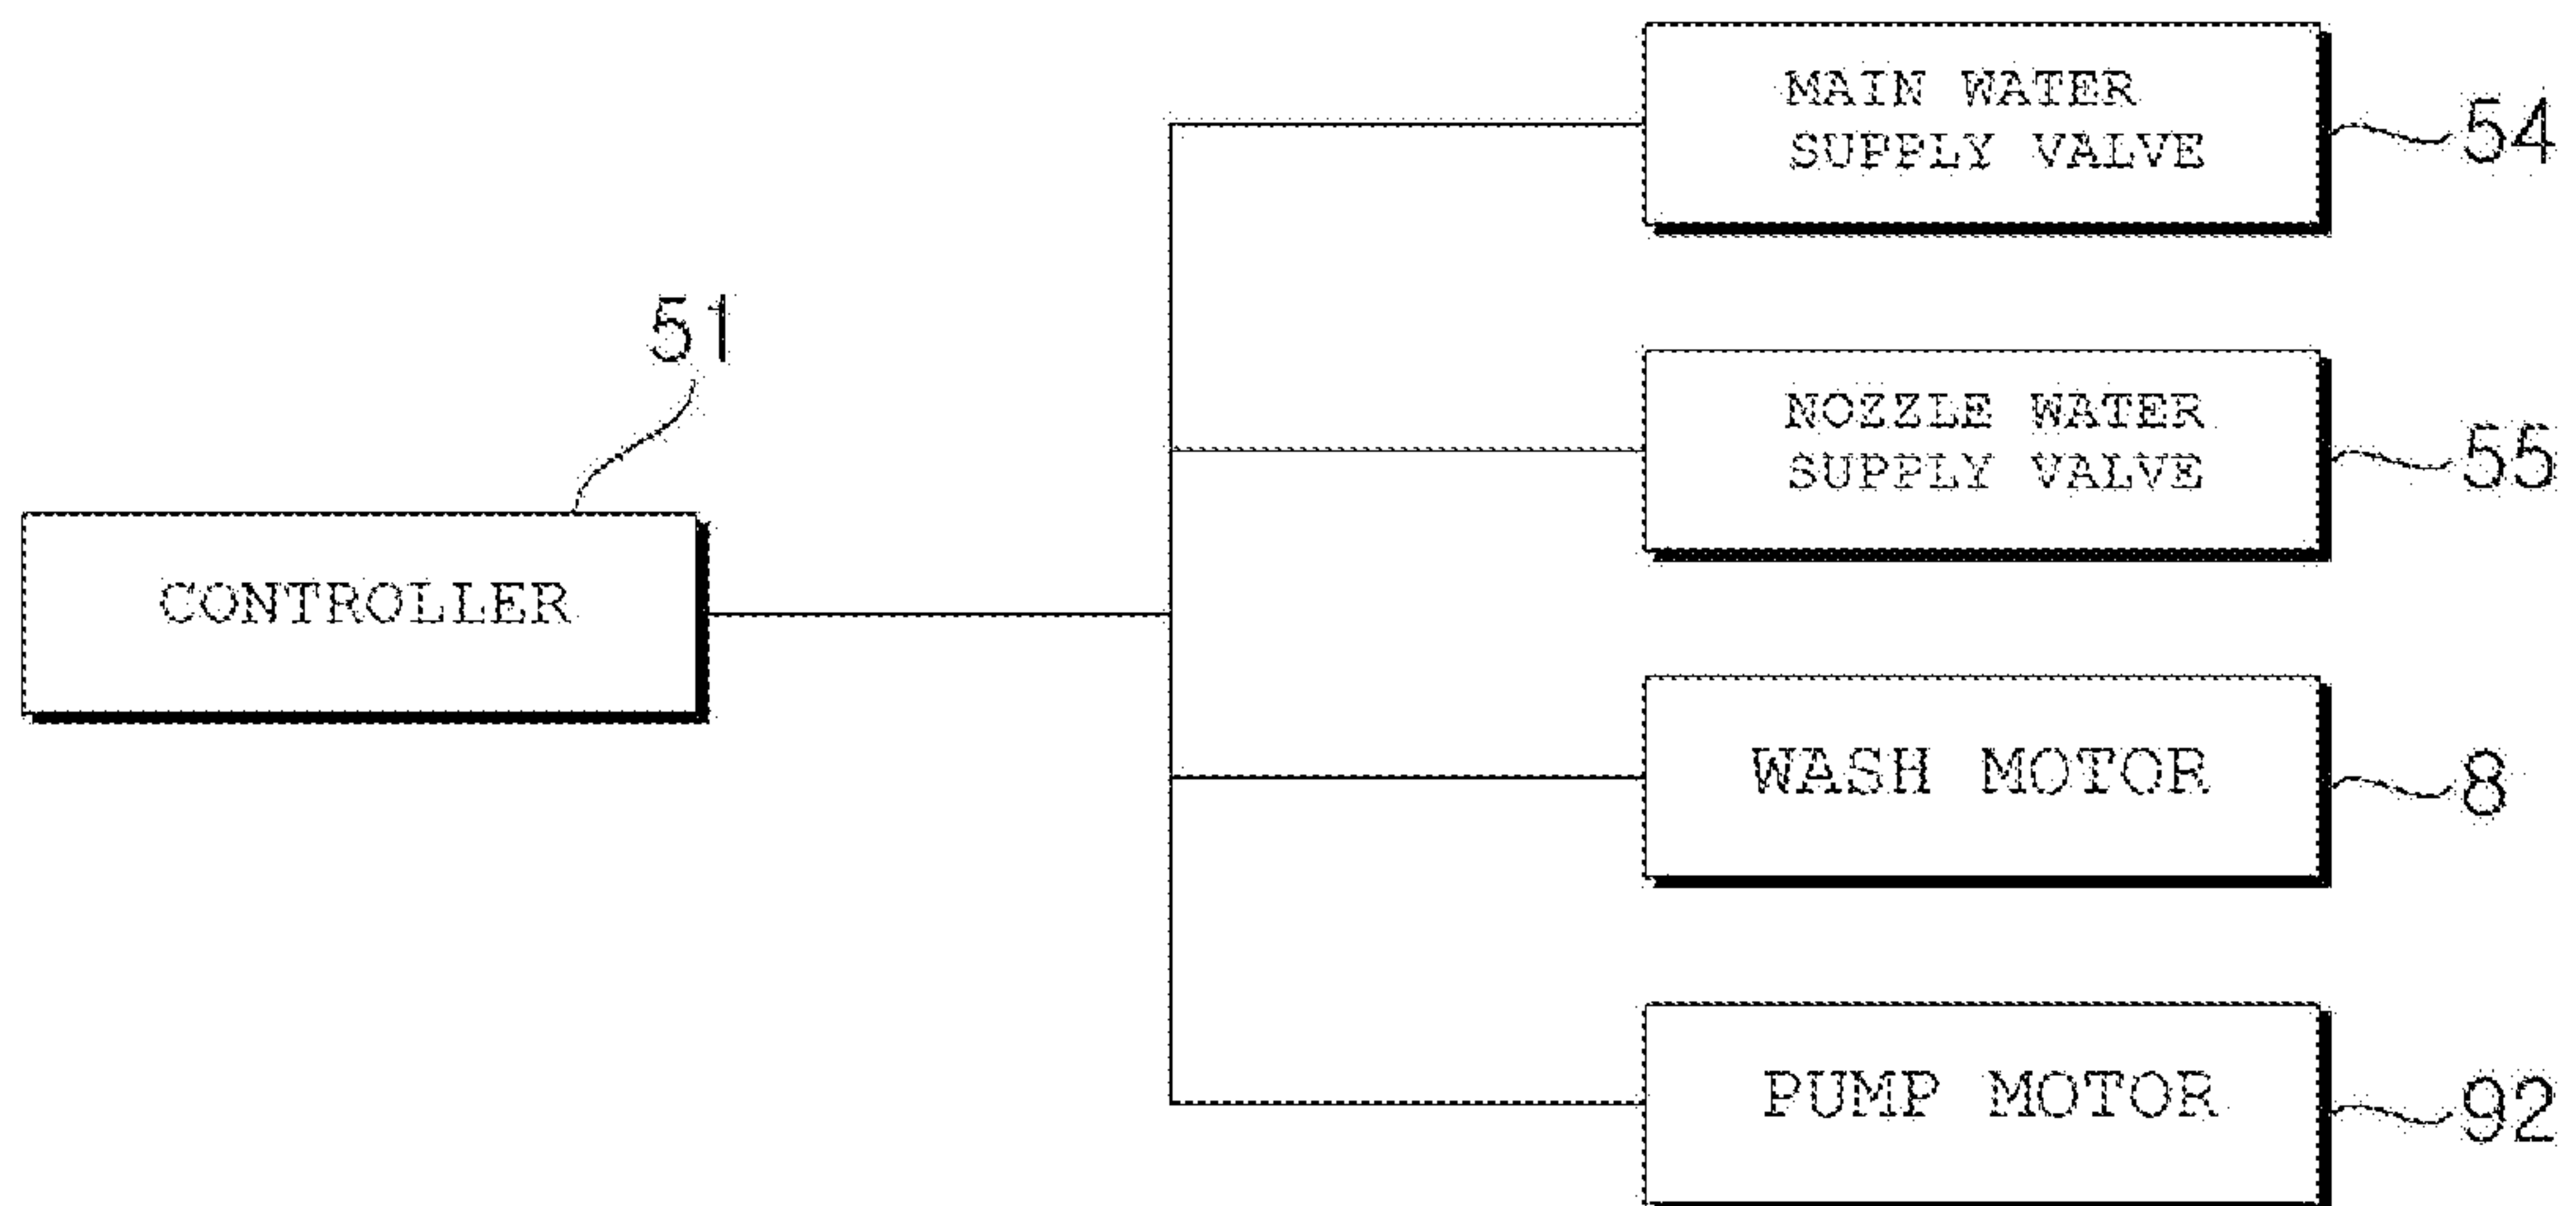 MAIN WATER
SUPPLY VALVE
54
51
NOZZLE WATER
SUPPLY VALVE
55
CONTROLLER
WASH MOTOR
8
PUMP MOTOR
92